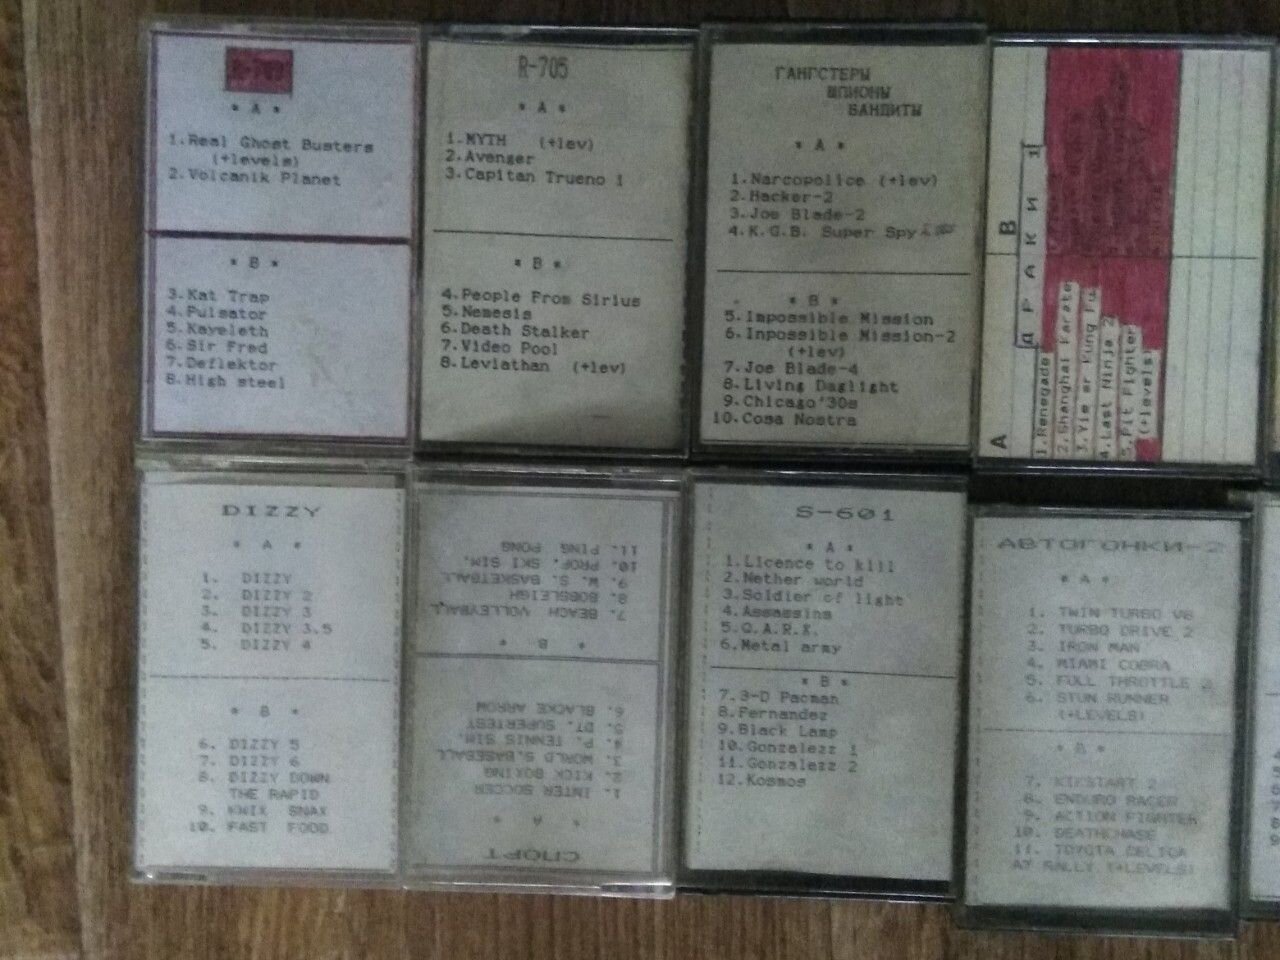 R-707
* A *
1.Real Ghost Busters
(+levels)
2.Volcanik Planet
* B *
3.Kat Trap
4.Pulsator
5.Kayeleth
6.Sir Fred
7.Deflektor
8.High steel
R-705
* A *
1.MYTH (+lev)
2.Avenger
3.Capitan Trueno 1
* B *
4.People From Sirius
5.Nemesis
6.Death Stalker
7.Video Pool
8.Leviathan (+lev)
ГАНГСТЕРЫ
ШПИОНЫ
БАНДИТЫ
* A *
1.Narcopolice (+lev)
2.Hacker-2
3.Joe Blade-2
4.K.G.B. Super Spy
* B *
5.Impossible Mission
6.Inpossible Mission-2
(+lev)
7.Joe Blade-4
8.Living Daglight
9.Chicago'30s
10.Cosa Nostra
A B
ДРАКИ 1
1.Renegade
2.Shanghai Karate
3.Yie ar Kung Fu
4.Last Ninja 2
5.Pit Fighter
(+levels)
DIZZY
* A *
1. DIZZY
2. DIZZY 2
3. DIZZY 3
4. DIZZY 3.5
5. DIZZY 4
* B *
6. DIZZY 5
7. DIZZY 6
8. DIZZY DOWN
THE RAPID
9. KWIX SNAX
10. FAST FOOD
СПОРТ
* A *
1. INTER SOCCER
2. KICK BOXING
3. WORLD S.BASEBALL
4. P. TENNIS SIM.
5. DT. SUPERTEST
6. BLACKE ARROW
* B *
7. BEACH VOLLEYBALL
8. BOBSLEIGH
9. W. S. BASKETBALL
10. PROF. SKI SIM.
11. PING PONG
S-601
* A *
1.Licence to kill
2.Nether world
3.Soldier of light
4.Assassins
5.Q.A.R.K.
6.Metal army
* B *
7.3-D Pacman
8.Fernandez
9.Black Lamp
10.Gonzalezz 1
11.Gonzalezz 2
12.Kosmos
АВТОГОНКИ-2
* A *
1. TWIN TURBO V8
2. TURBO DRIVE 2
3. IRON MAN
4. MIAMI COBRA
5. FULL THROTTLE 2
6. STUN RUNNER
(+LEVELS)
* A *
7. KIKSTART 2
8. ENDURO RACER
9. ACTION FIGHTER
10. DEATHCHASE
11. TOYOTA CELICA
RALLY (+LEVELS)